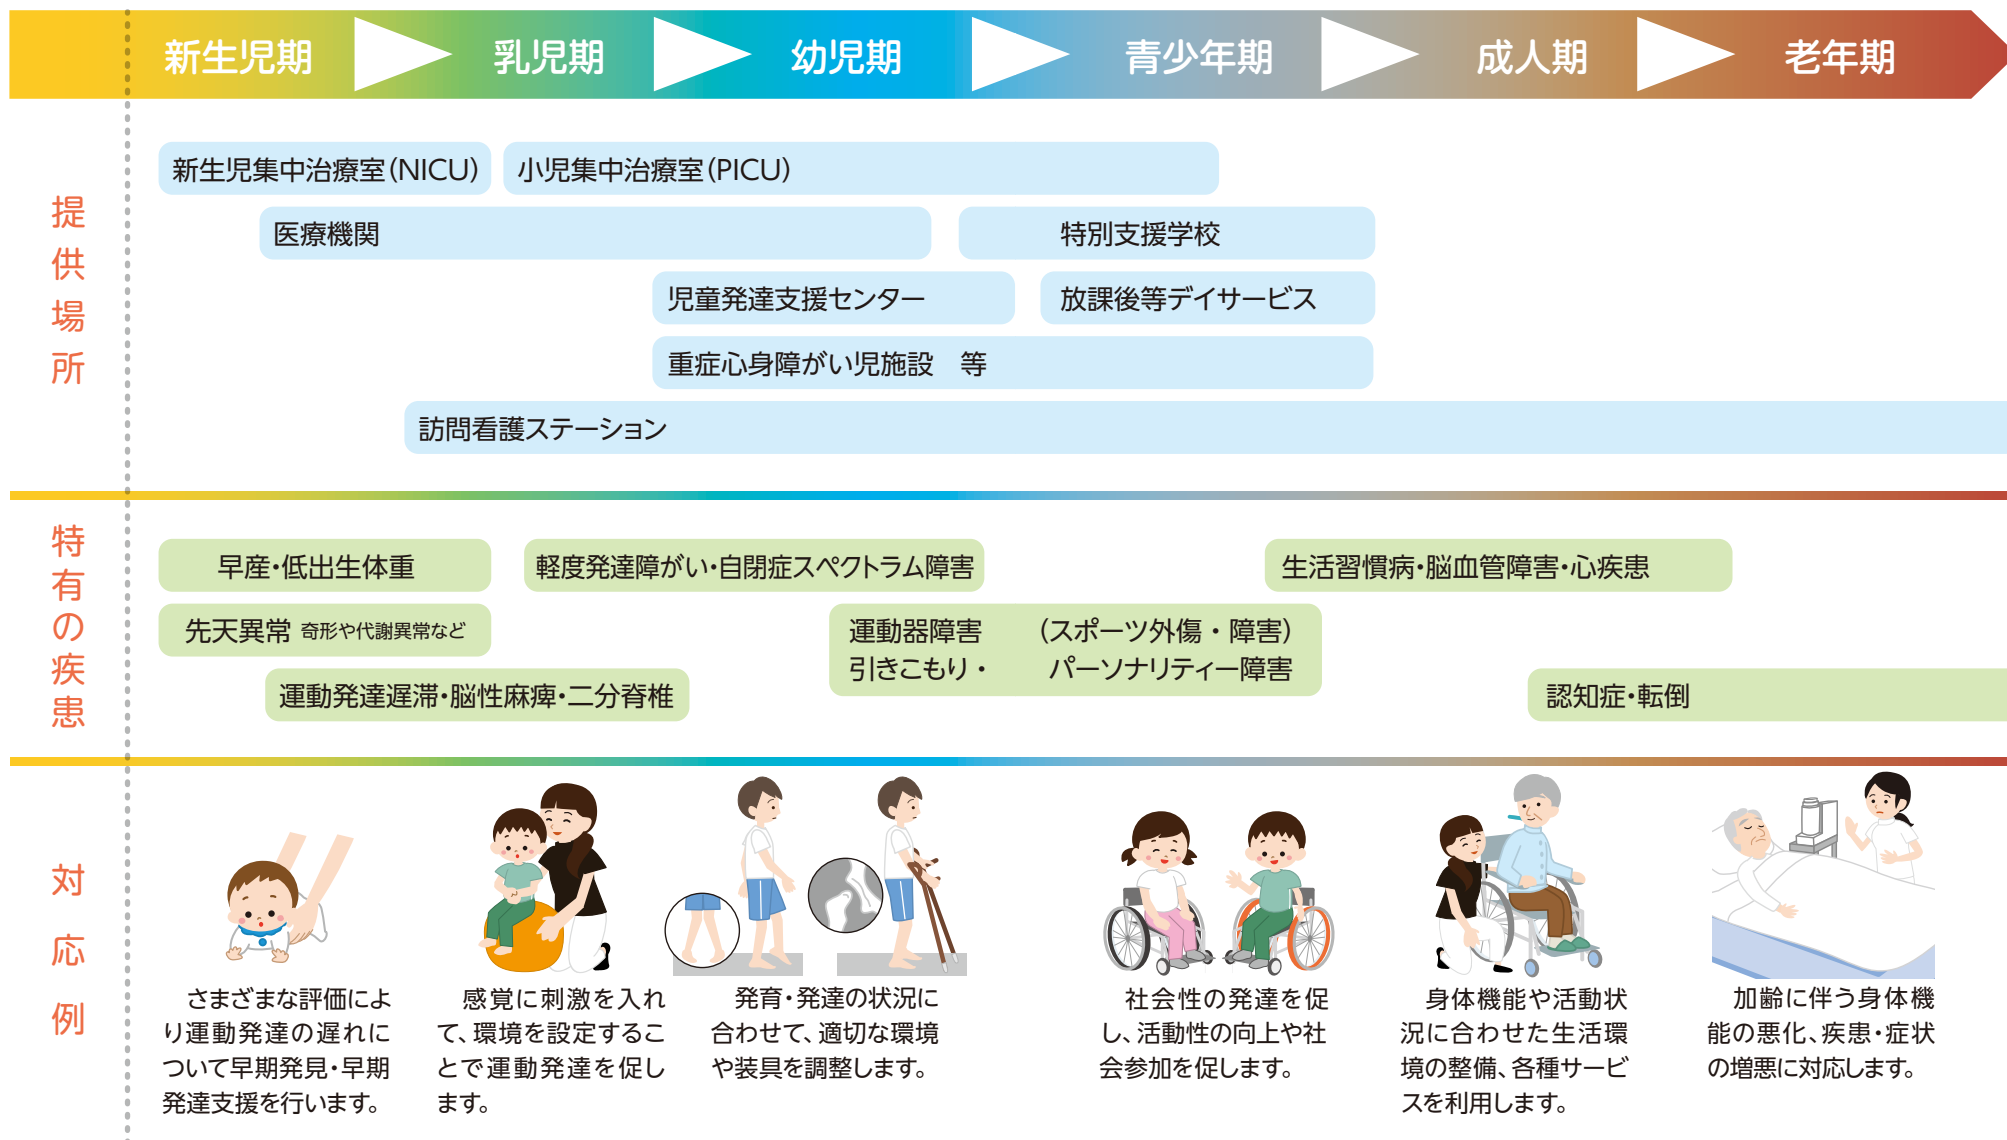 新生児期
乳児期
幼児期
青少年期
成人期
老年期
提供場所
新生児集中治療室(NICU)
小児集中治療室(PICU)
医療機関
特別支援学校
児童発達支援センター
放課後等デイサービス
重症心身障がい児施設　等
訪問看護ステーション
特有の疾患
早産・低出生体重
軽度発達障がい・自閉症スペクトラム障害
生活習慣病・脳血管障害・心疾患
先天異常 奇形や代謝異常など
運動器障害　（スポーツ外傷・障害）
引きこもり・　パーソナリティー障害
運動発達遅滞・脳性麻痺・二分脊椎
認知症・転倒
対応例
さまざまな評価によ
り運動発達の遅れに
ついて早期発見・早期
発達支援を行います。
感覚に刺激を入れ
て、環境を設定するこ
とで運動発達を促し
ます。
発育・発達の状況に
合わせて、適切な環境
や装具を調整します。
社会性の発達を促
し、活動性の向上や社
会参加を促します。
身体機能や活動状
況に合わせた生活環
境の整備、各種サービ
スを利用します。
加齢に伴う身体機
能の悪化、疾患・症状
の増悪に対応します。